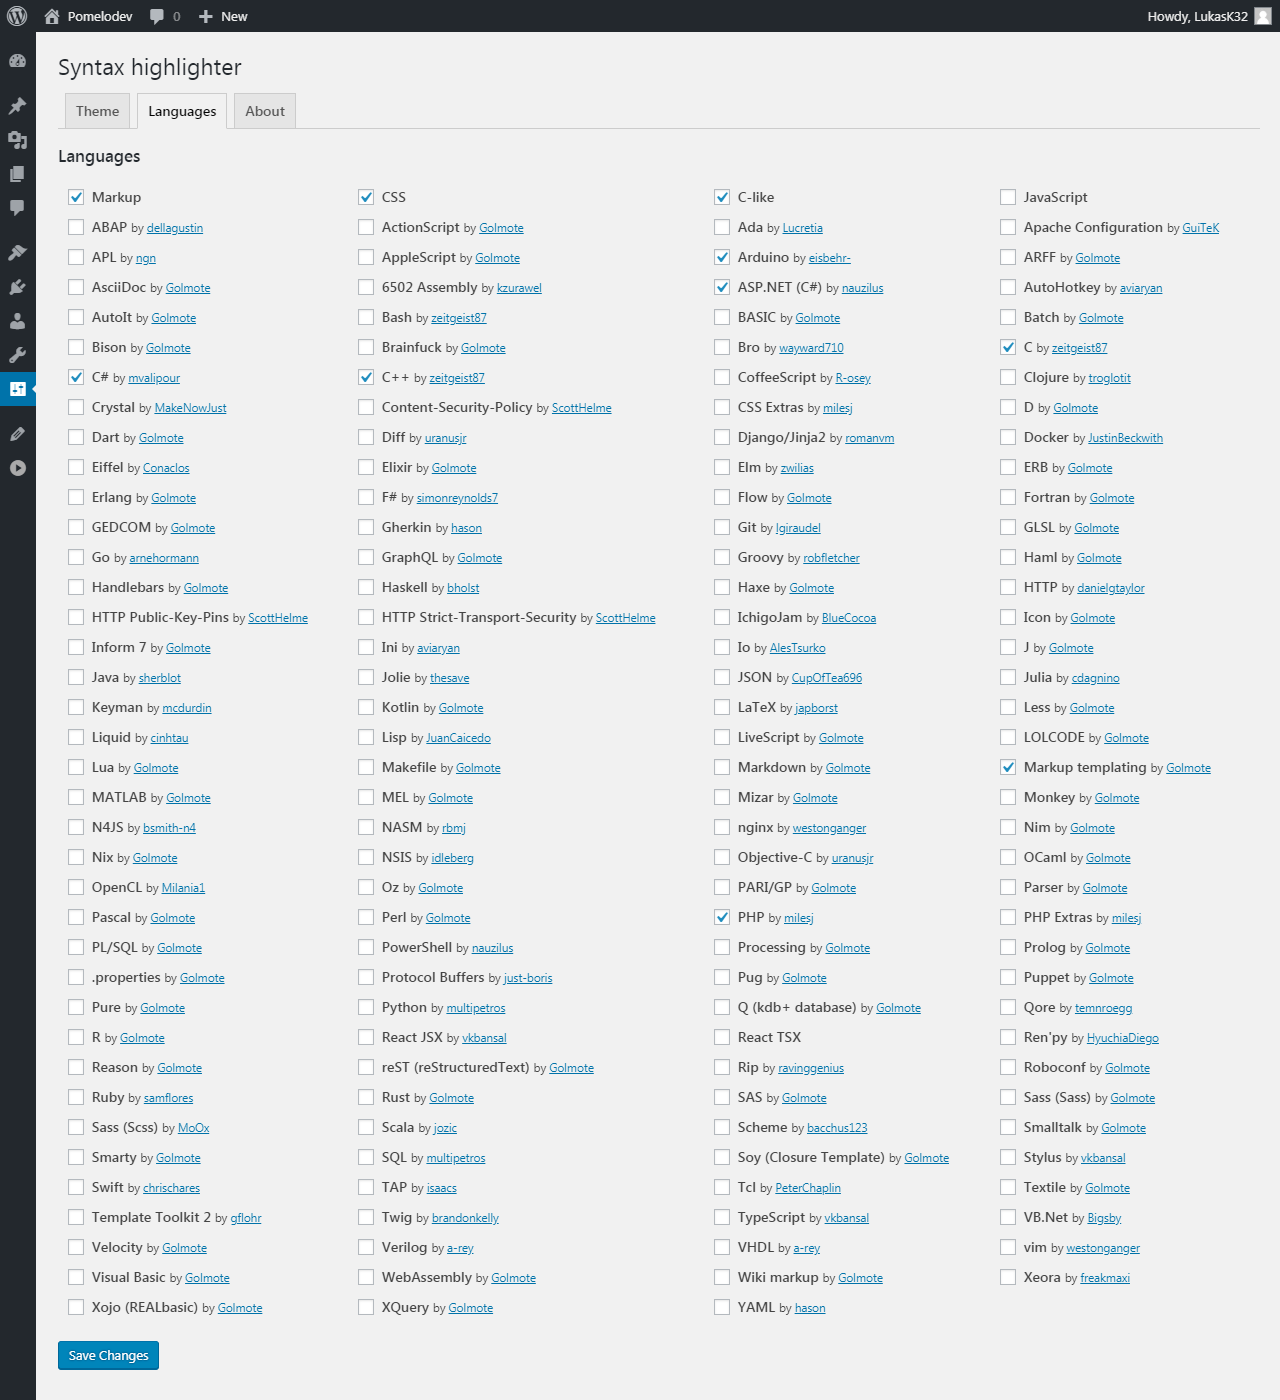 Pomelodev 0 New Howdy, LukasK32
Syntax highlighter
Theme Languages About
Languages
Markup CSS C-like JavaScript
ABAP by dellagustin ActionScript by Golmote Ada by Lucretia Apache Configuration by GuiTeK
APL by ngn AppleScript by Golmote Arduino by eisbehr- ARFF by Golmote
AsciiDoc by Golmote 6502 Assembly by kzurawel ASP.NET (C#) by nauzilus AutoHotkey by aviaryan
AutoIt by Golmote Bash by zeitgeist87 BASIC by Golmote Batch by Golmote
Bison by Golmote Brainfuck by Golmote Bro by wayward710 C by zeitgeist87
C# by mvalipour C++ by zeitgeist87 CoffeeScript by R-osey Clojure by troglotit
Crystal by MakeNowJust Content-Security-Policy by ScottHelme CSS Extras by milesj D by Golmote
Dart by Golmote Diff by uranusjr Django/Jinja2 by romanvm Docker by JustinBeckwith
Eiffel by Conaclos Elixir by Golmote Elm by zwilias ERB by Golmote
Erlang by Golmote F# by simonreynolds7 Flow by Golmote Fortran by Golmote
GEDCOM by Golmote Gherkin by hason Git by lgiraudel GLSL by Golmote
Go by arnehormann GraphQL by Golmote Groovy by robfletcher Haml by Golmote
Handlebars by Golmote Haskell by bholst Haxe by Golmote HTTP by danielgtaylor
HTTP Public-Key-Pins by ScottHelme HTTP Strict-Transport-Security by ScottHelme IchigoJam by BlueCocoa Icon by Golmote
Inform 7 by Golmote Ini by aviaryan Io by AlesTsurko J by Golmote
Java by sherblot Jolie by thesave JSON by CupOfTea696 Julia by cdagnino
Keyman by mcdurdin Kotlin by Golmote LaTeX by japborst Less by Golmote
Liquid by cinhtau Lisp by JuanCaicedo LiveScript by Golmote LOLCODE by Golmote
Lua by Golmote Makefile by Golmote Markdown by Golmote Markup templating by Golmote
MATLAB by Golmote MEL by Golmote Mizar by Golmote Monkey by Golmote
N4JS by bsmith-n4 NASM by rbmj nginx by westonganger Nim by Golmote
Nix by Golmote NSIS by idleberg Objective-C by uranusjr OCaml by Golmote
OpenCL by Milania1 Oz by Golmote PARI/GP by Golmote Parser by Golmote
Pascal by Golmote Perl by Golmote PHP by milesj PHP Extras by milesj
PL/SQL by Golmote PowerShell by nauzilus Processing by Golmote Prolog by Golmote
.properties by Golmote Protocol Buffers by just-boris Pug by Golmote Puppet by Golmote
Pure by Golmote Python by multipetros Q (kdb+ database) by Golmote Qore by temnroegg
R by Golmote React JSX by vkbansal React TSX Ren'py by HyuchiaDiego
Reason by Golmote reST (reStructuredText) by Golmote Rip by ravinggenius Roboconf by Golmote
Ruby by samflores Rust by Golmote SAS by Golmote Sass (Sass) by Golmote
Sass (Scss) by MoOx Scala by jozic Scheme by bacchus123 Smalltalk by Golmote
Smarty by Golmote SQL by multipetros Soy (Closure Template) by Golmote Stylus by vkbansal
Swift by chrischares TAP by isaacs Tcl by PeterChaplin Textile by Golmote
Template Toolkit 2 by gflohr Twig by brandonkelly TypeScript by vkbansal VB.Net by Bigsby
Velocity by Golmote Verilog by a-rey VHDL by a-rey vim by westonganger
Visual Basic by Golmote WebAssembly by Golmote Wiki markup by Golmote Xeora by freakmaxi
Xojo (REALbasic) by Golmote XQuery by Golmote YAML by hason
Save Changes